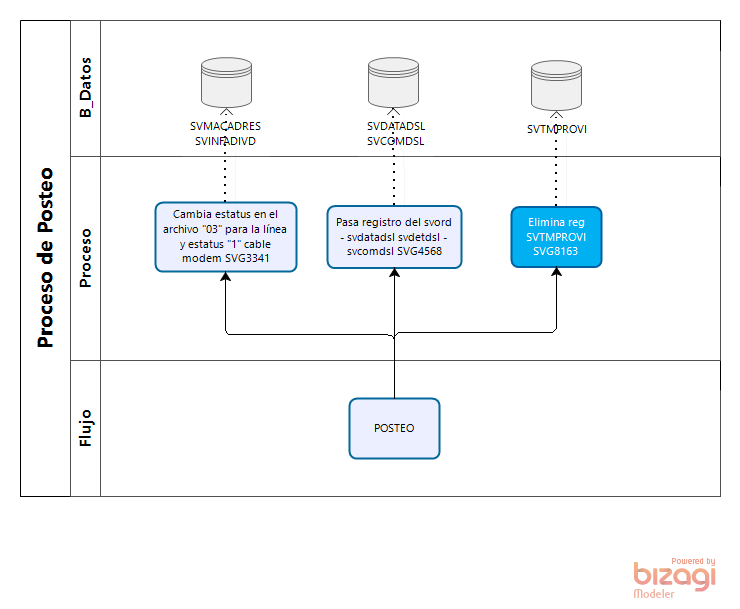 Proceso de Posteo
B_Datos
SVMACADRES
SVINFADIVD
SVDATADSL
SVCOMDSL
SVTMPROVI
Proceso
Cambia estatus en el
archivo "03" para la línea
y estatus "1" cable
modem SVG3341
Pasa registro del svord
- svdatadsl svdetdsl -
svcomdsl SVG4568
Elimina reg
SVTMPROVI
SVG8163
Flujo
POSTEO
Powered by
bizagi
Modeler